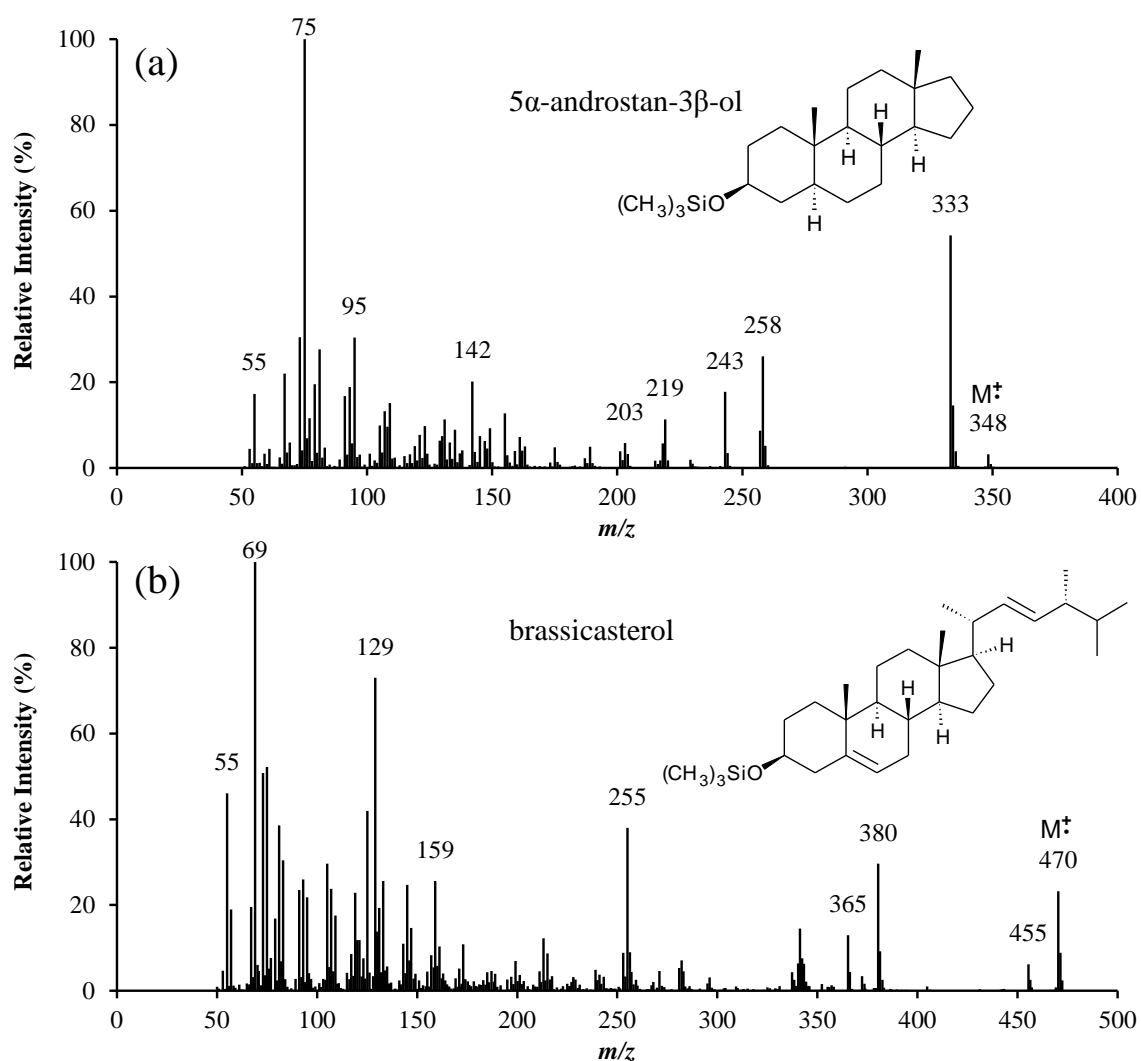 (a)
5α-androstan-3β-ol
Relative Intensity (%)
100
80
60
40
20
0
75
55
95
142
203
219
243
258
333
M+•
348
H
H
H
H
(CH3)3SiO
0
50
100
150
200
250
300
350
400
m/z
(b)
brassicasterol
Relative Intensity (%)
100
80
60
40
20
0
69
55
129
159
255
365
380
455
M+•
470
H
H
H
H
(CH3)3SiO
0
50
100
150
200
250
300
350
400
450
500
m/z